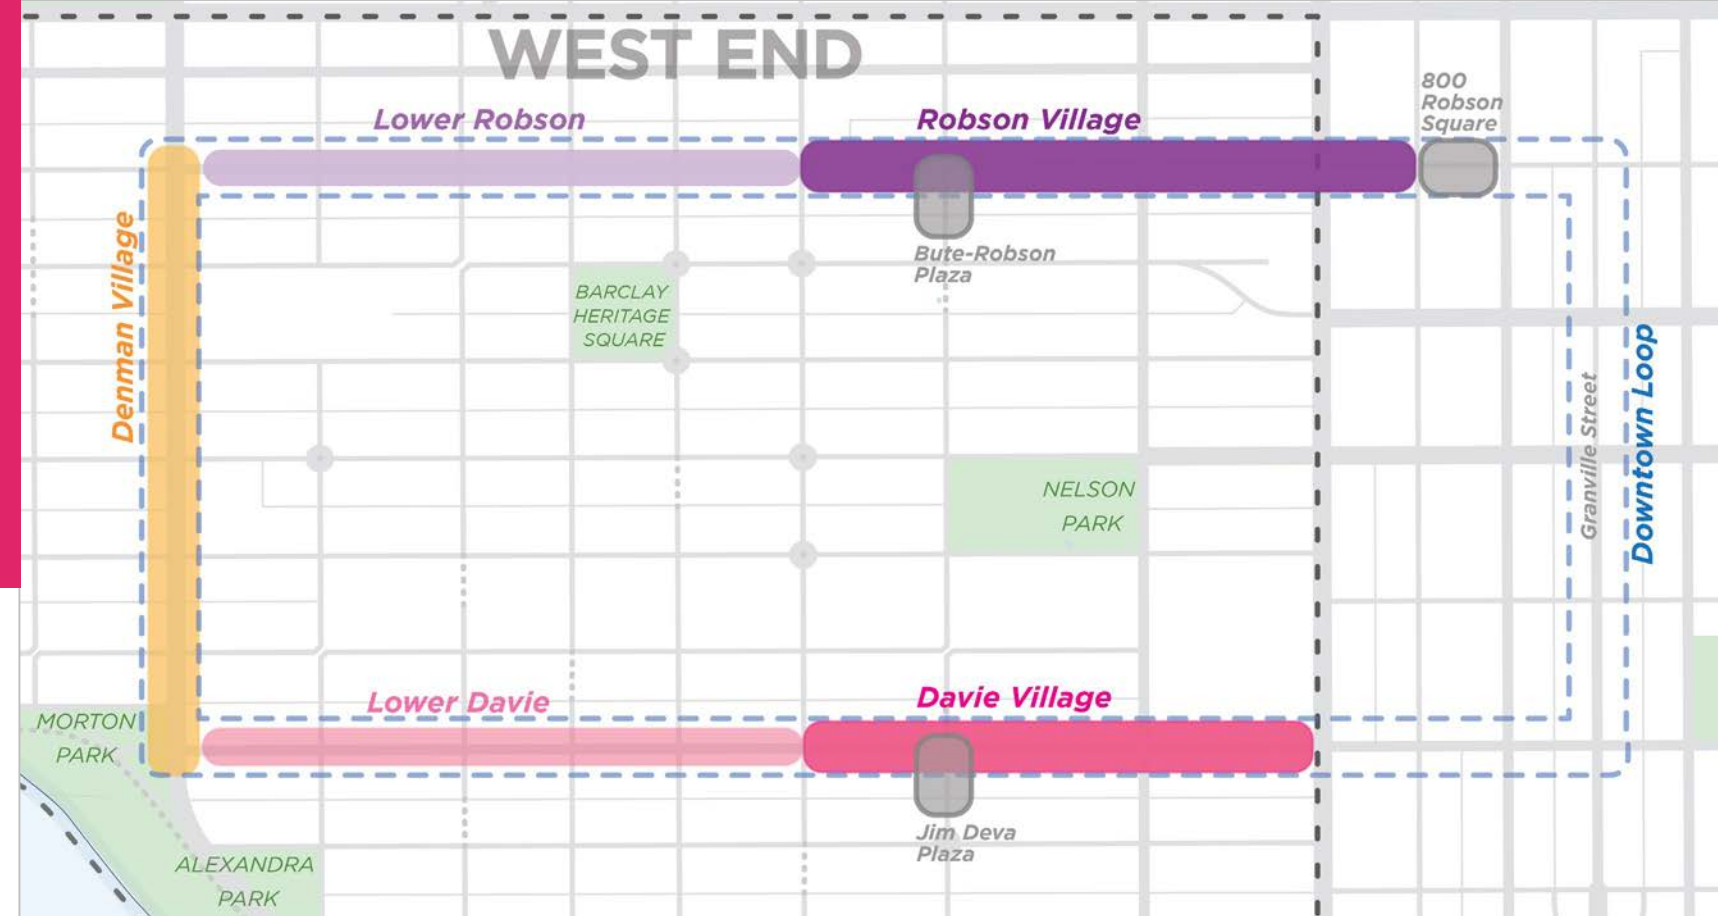 WEST END
800
Robson
Square
Lower Robson
Robson Village
Denman Village
Bute-Robson
Plaza
BARCLAY
HERITAGE
SQUARE
NELSON
PARK
Granville Street
Downtown Loop
Lower Davie
Davie Village
MORTON
PARK
Jim Deva
Plaza
ALEXANDRA
PARK